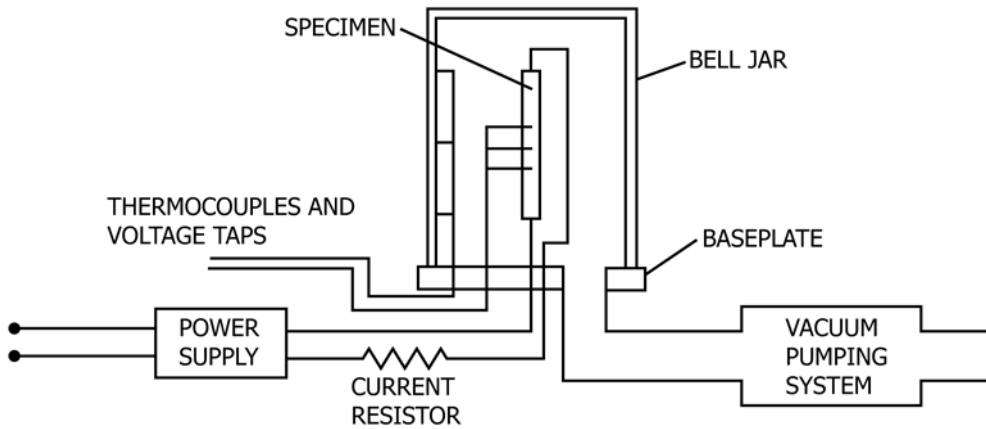 SPECIMEN
BELL JAR
THERMOCOUPLES AND
VOLTAGE TAPS
BASEPLATE
POWER
SUPPLY
CURRENT
RESISTOR
VACUUM
PUMPING
SYSTEM